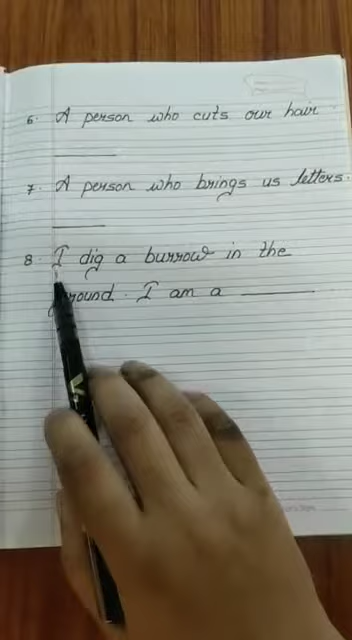 6. A person who cuts our hair.
7. A person who brings us letters.
8. I dig a burrow in the
ground. I am a